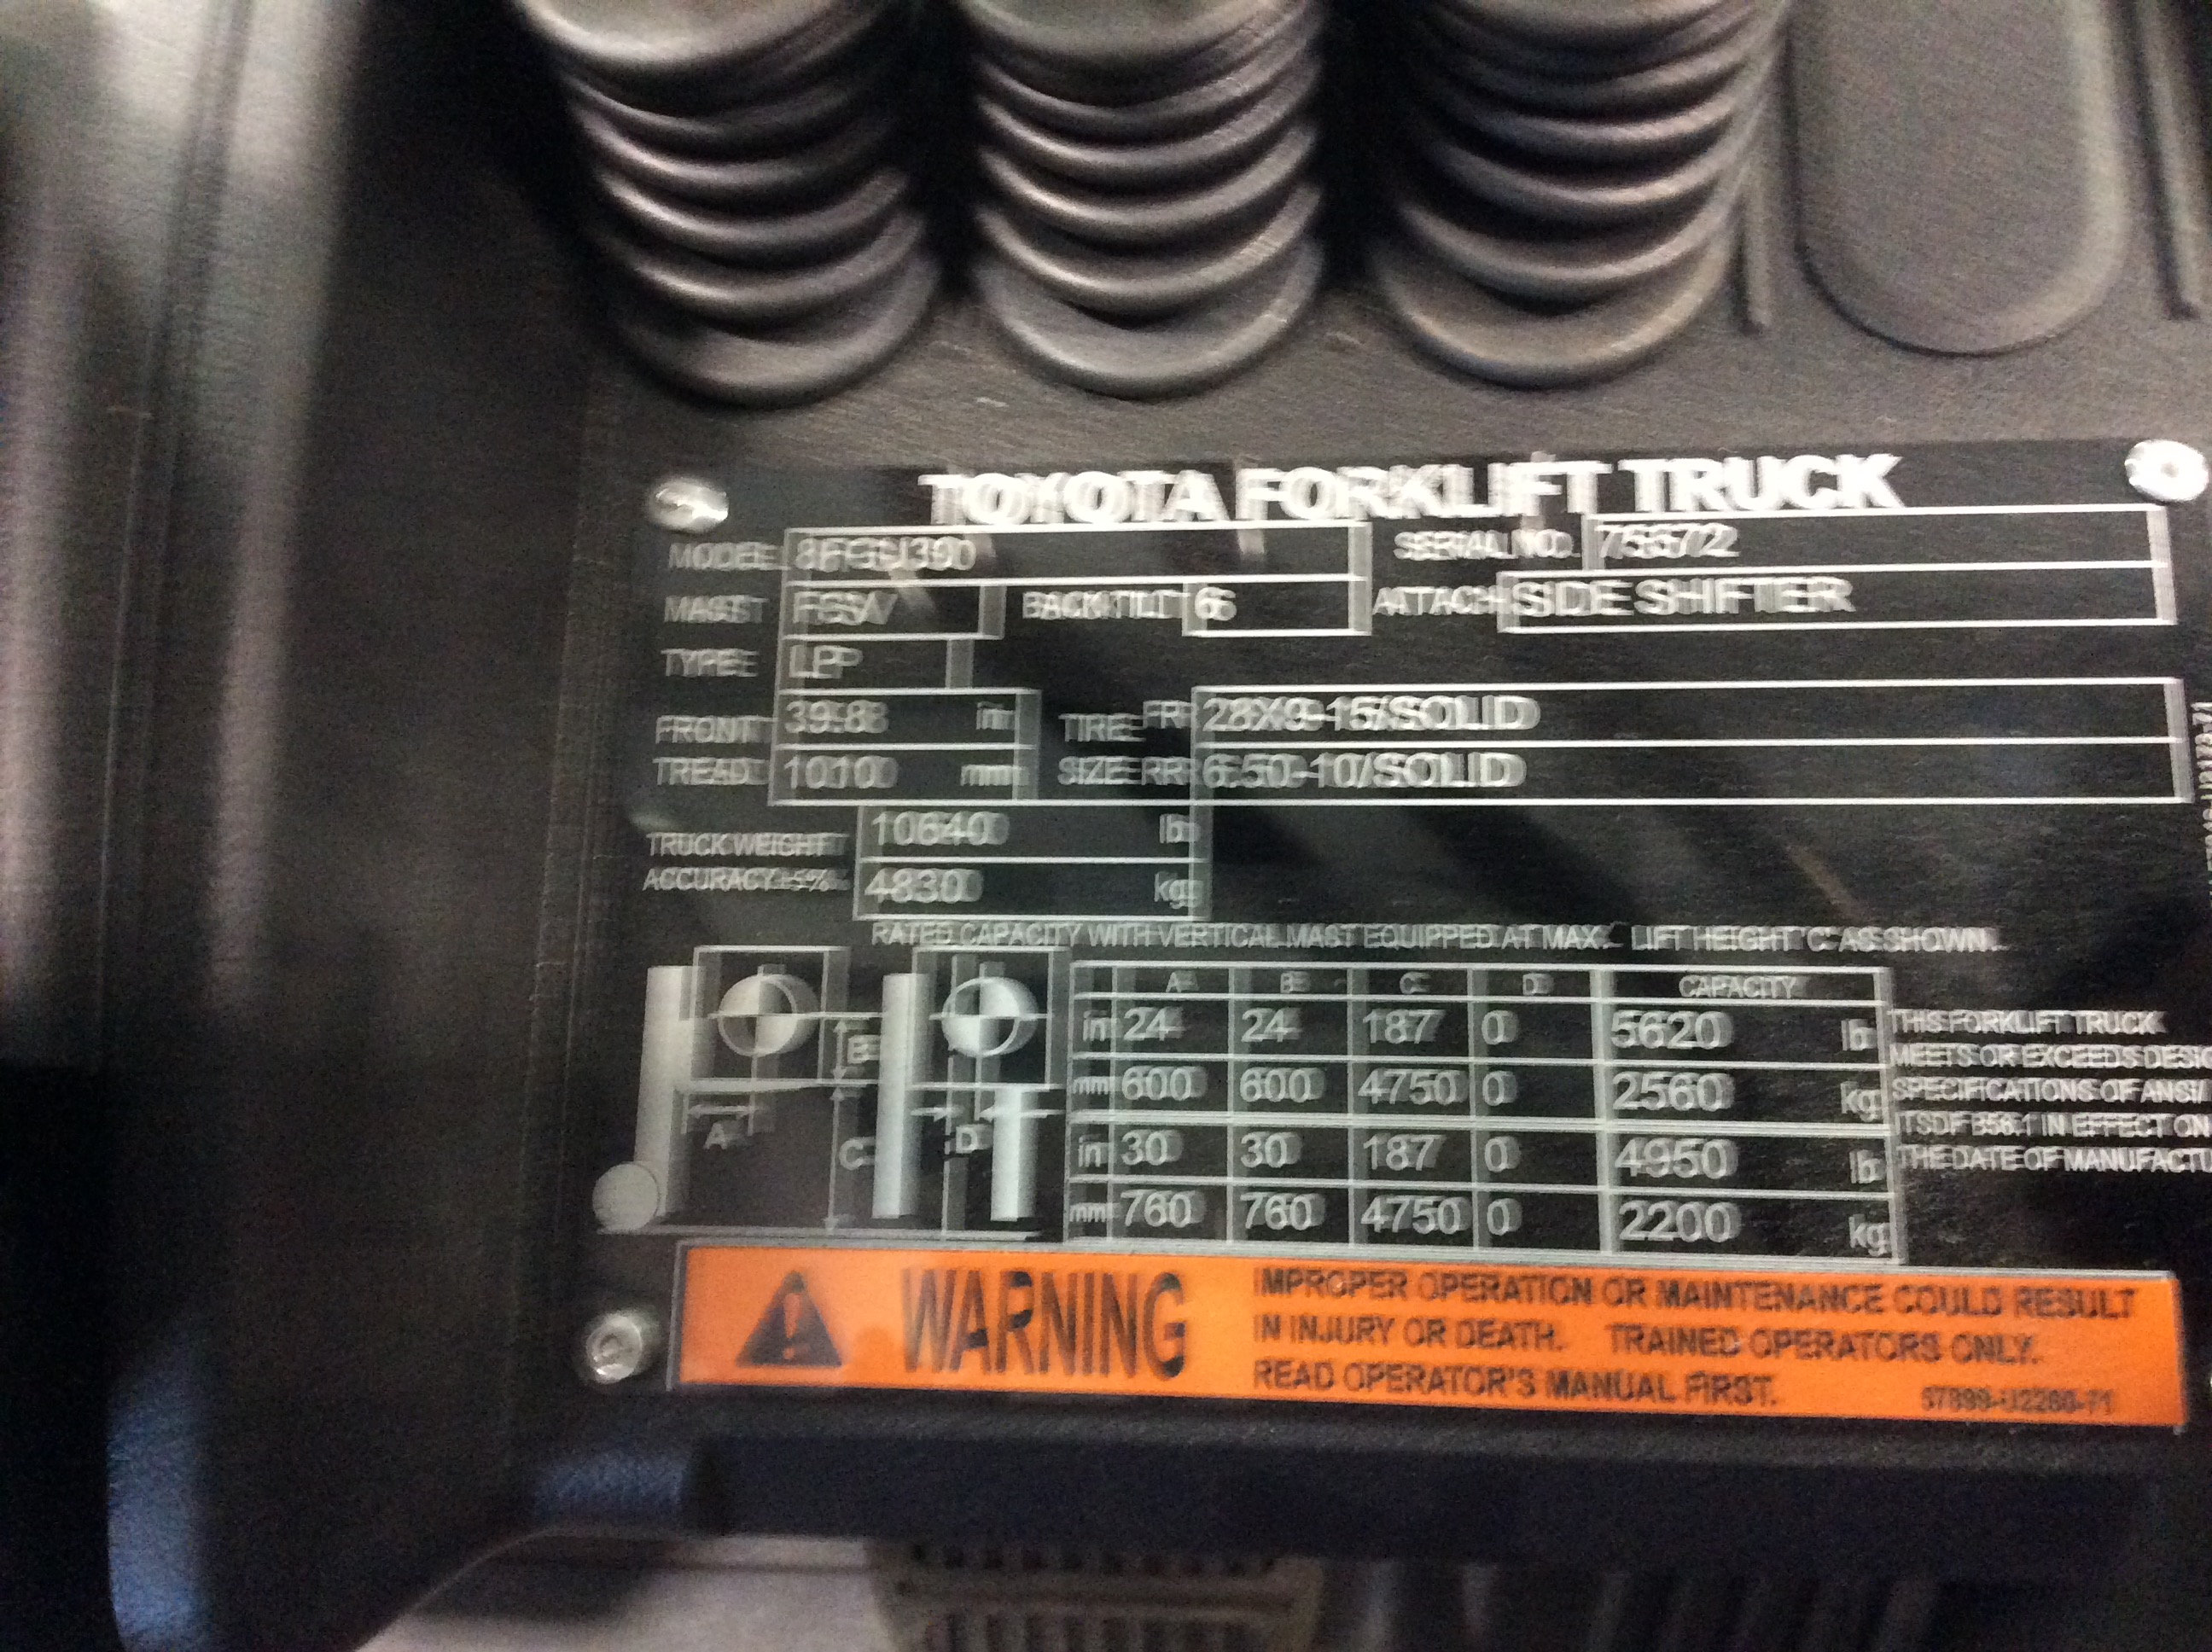 TOYOTA FORKLIFT TRUCK
MODEL 8FGU30 SERIAL NO.
MAST FSV BACK TILT 6 ATTACH SIDE SHIFTER
TYPE LP
FRONT 39.8 in TIRE FR 28X9-15/SOLID
TREAD 1010 mm SIZE RR 6.50-10/SOLID
TRUCK WEIGHT 10640 lb
ACCURACY ±5% 4830 kg
RATED CAPACITY WITH VERTICAL MAST EQUIPPED AT MAX. LIFT HEIGHT 'C' AS SHOWN.
A B C D CAPACITY
in 24 24 187 0 5620 lb
mm 600 600 4750 0 2560 kg
in 30 30 187 0 4950 lb
mm 760 760 4750 0 2200 kg
B
A
C
D
THIS FORKLIFT TRUCK
MEETS OR EXCEEDS DESIG
SPECIFICATIONS OF ANSI/
ITSDF B56.1 IN EFFECT ON
THE DATE OF MANUFACTU
WARNING
IMPROPER OPERATION OR MAINTENANCE COULD RESULT
IN INJURY OR DEATH. TRAINED OPERATORS ONLY.
READ OPERATOR'S MANUAL FIRST.